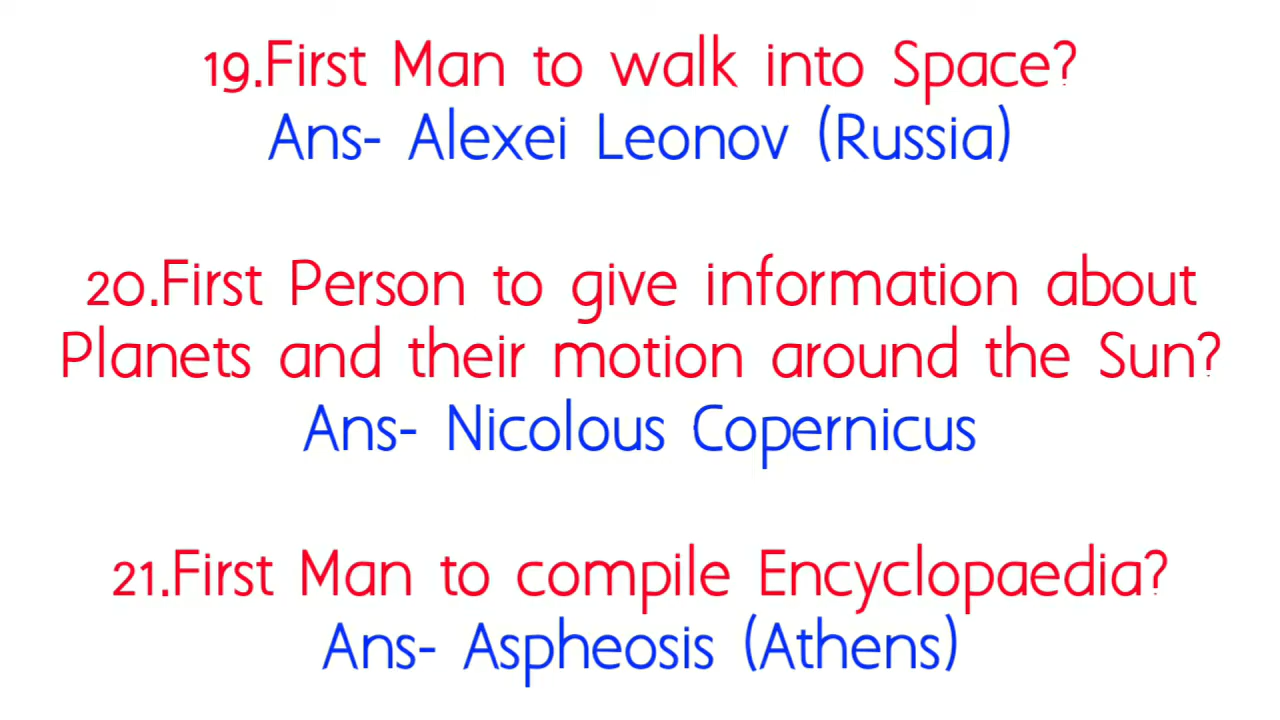 19.First Man to walk into Space?
Ans- Alexei Leonov (Russia)
20.First Person to give information about
Planets and their motion around the Sun?
Ans- Nicolous Copernicus
21.First Man to compile Encyclopaedia?
Ans- Aspheosis (Athens)